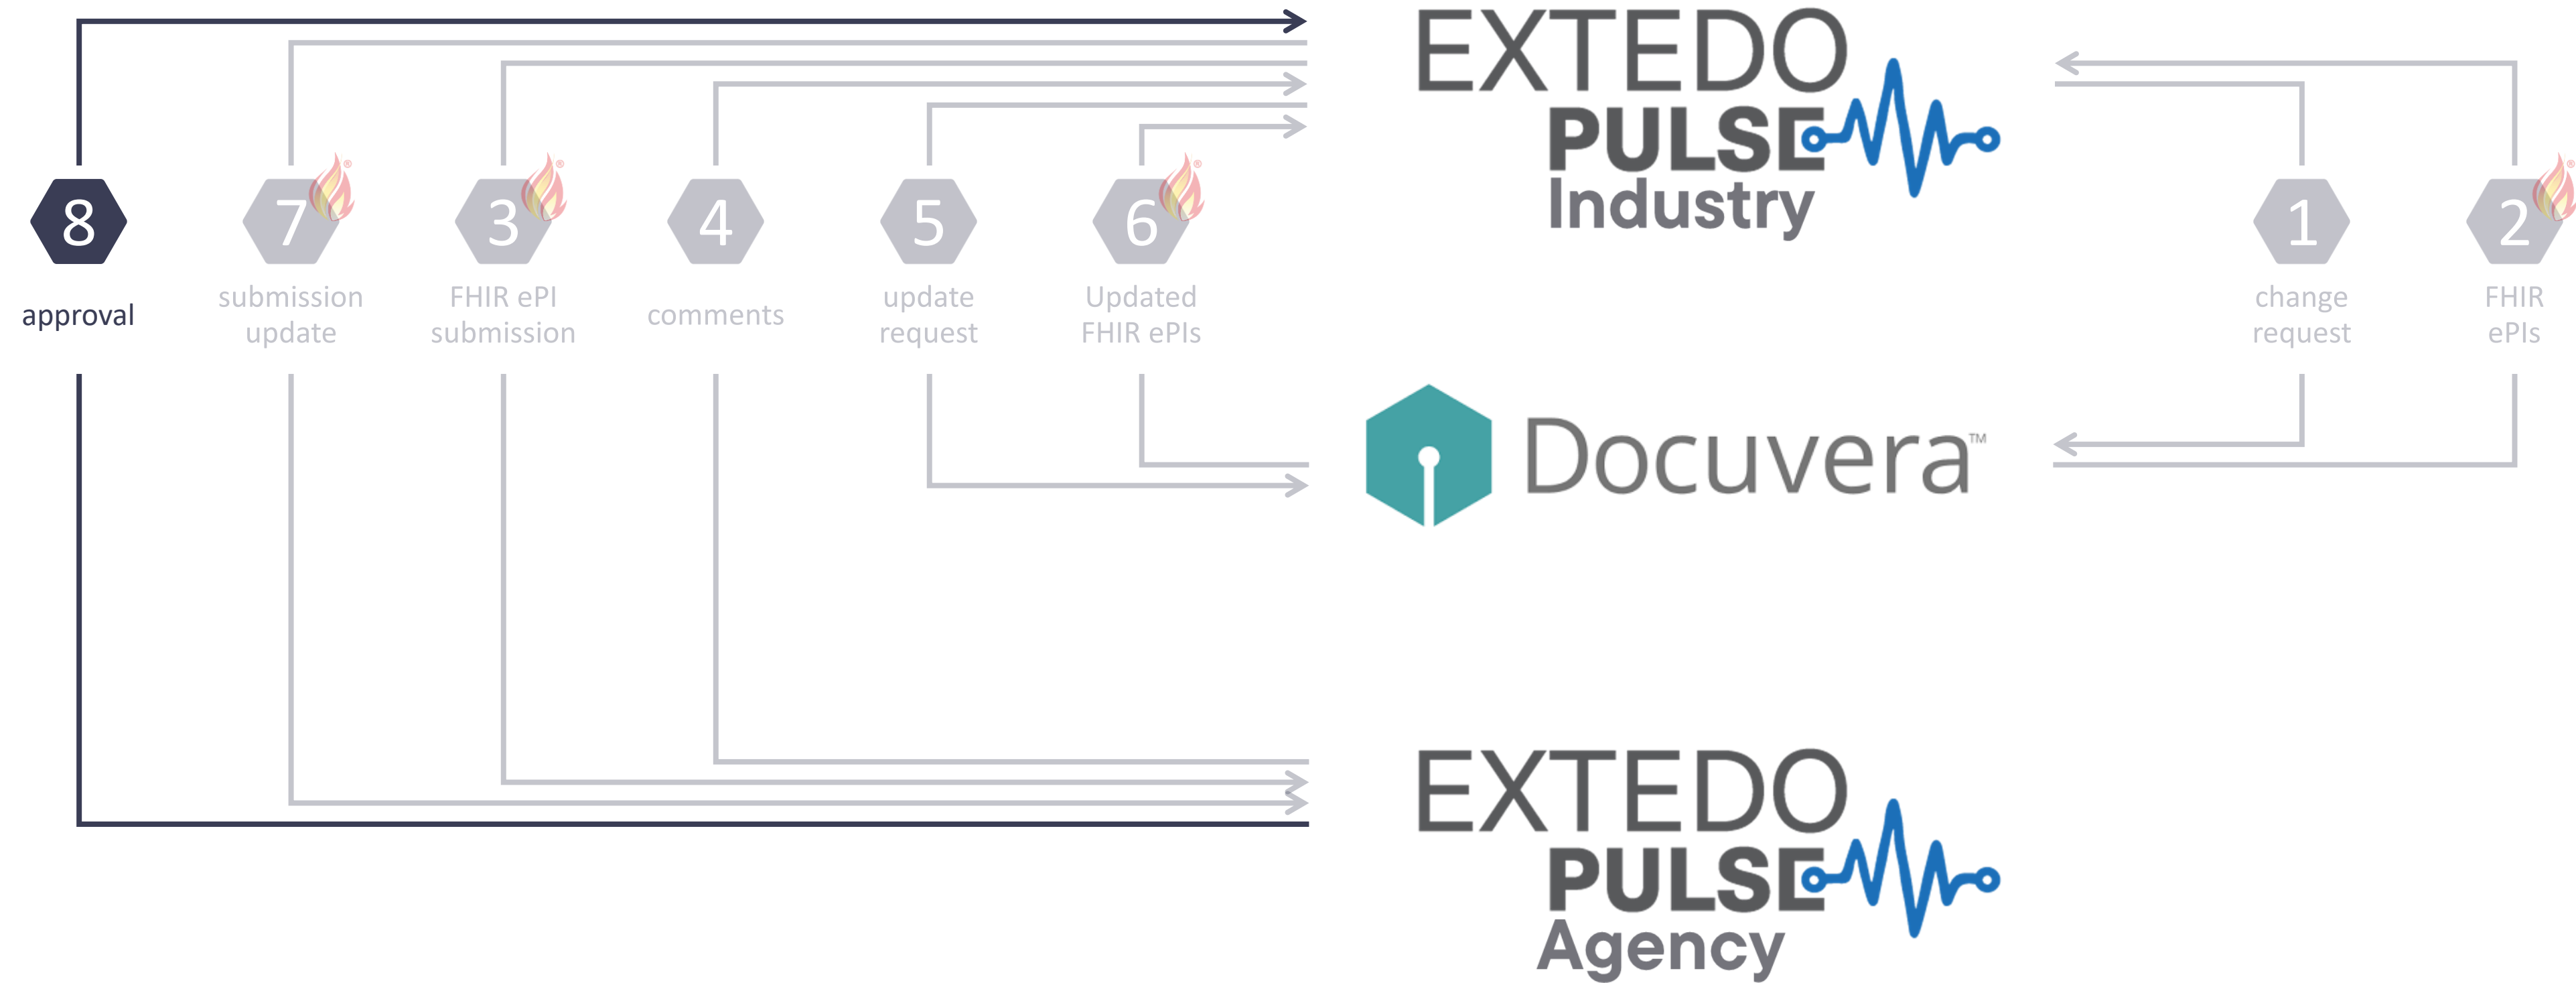 EXTEDO
PULSE
Industry
8
approval
7
®
submission
update
3
®
FHIR ePI
submission
4
comments
5
update
request
6
®
Updated
FHIR ePIs
1
change
request
2
®
FHIR
ePIs
Docuvera™
EXTEDO
PULSE
Agency